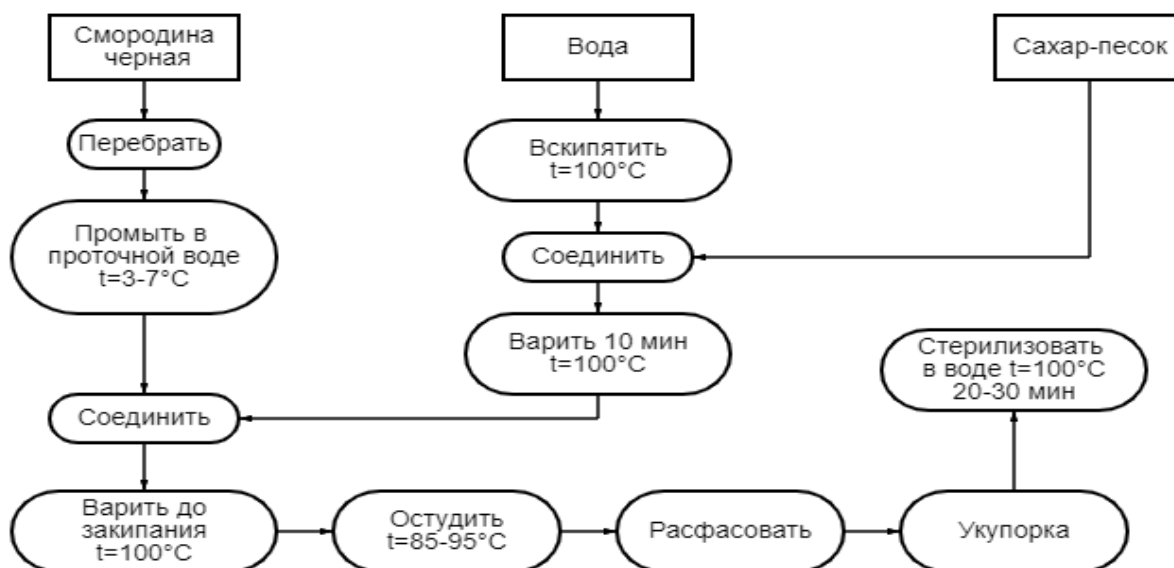 Смородина
черная
Вода
Сахар-песок
Перебрать
Вскипятить
t=100°C
Промыть в
проточной воде
t=3-7°C
Соединить
Варить 10 мин
t=100°C
Стерилизовать
в воде t=100°C
20-30 мин
Соединить
Варить до
закипания
t=100°C
Остудить
t=85-95°C
Расфасовать
Укупорка